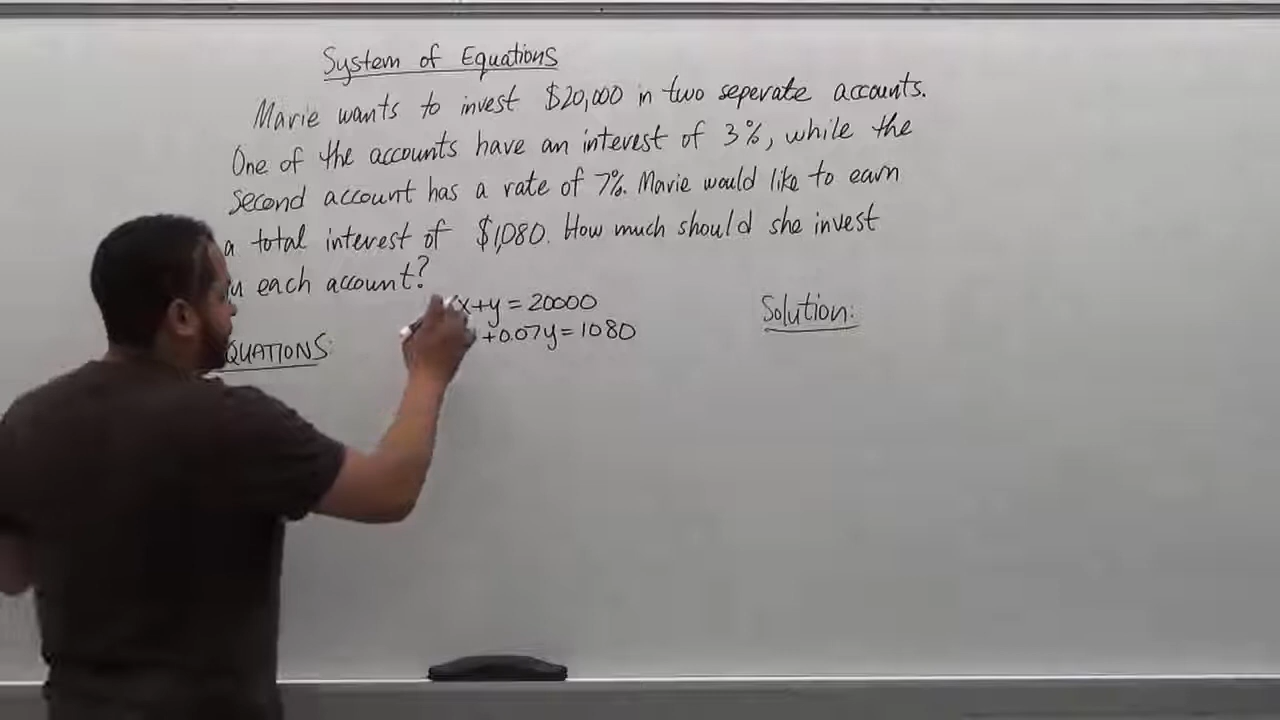 System of Equations
Marie wants to invest $20,000 in two seperate accounts.
One of the accounts have an interest of 3%, while the
second account has a rate of 7%. Marie would like to earn
a total interest of $1,080. How much should she invest
each account?
x+y = 20000
+0.07y = 1080
Solution:
QUATIONS: